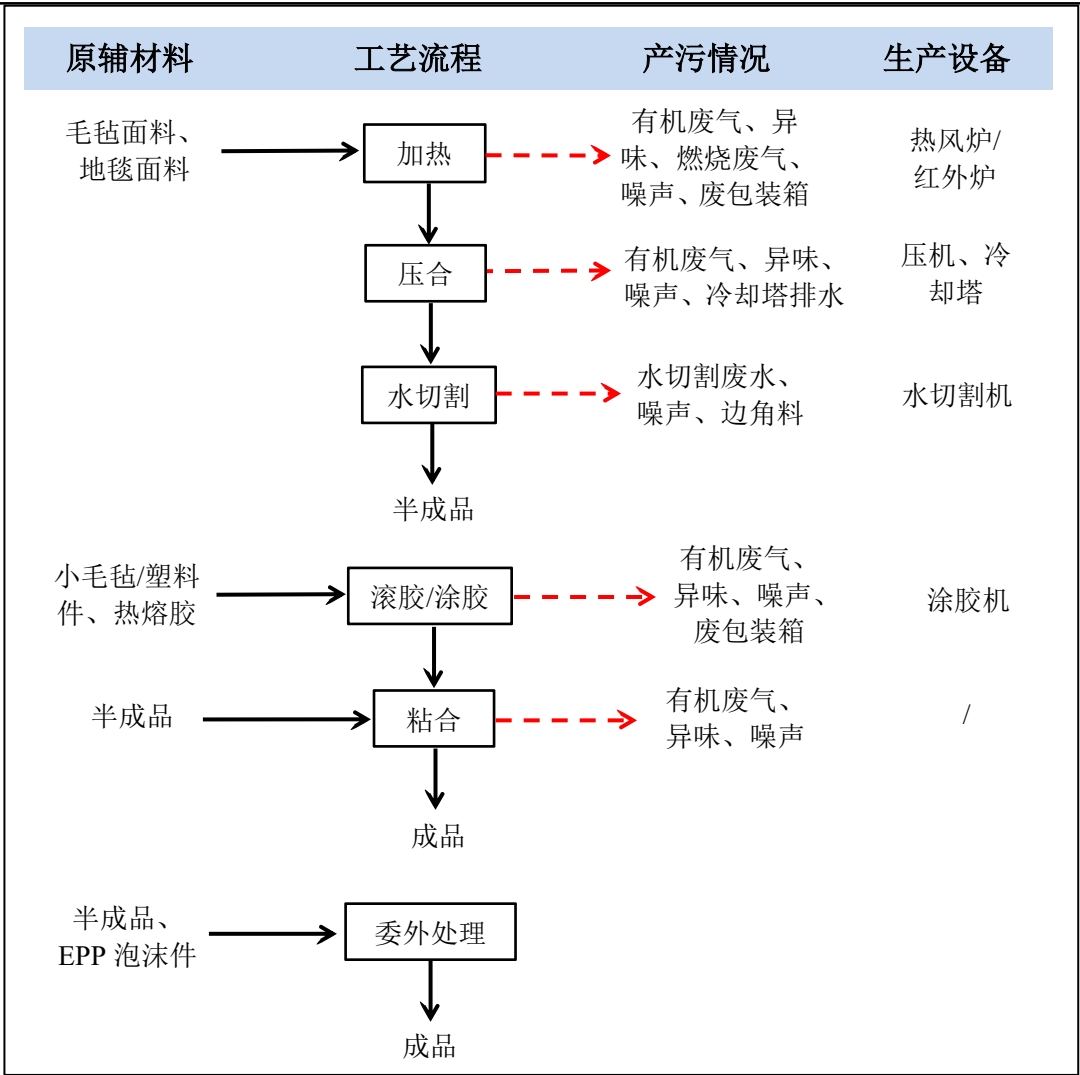 原辅材料 工艺流程 产污情况 生产设备
毛毡面料、
地毯面料
加热
有机废气、异
味、燃烧废气、
噪声、废包装箱
热风炉/
红外炉
压合
有机废气、异味、
噪声、冷却塔排水
压机、冷
却塔
水切割
水切割废水、
噪声、边角料
水切割机
半成品
小毛毡/塑料
件、热熔胶
滚胶/涂胶
有机废气、
异味、噪声、
废包装箱
涂胶机
半成品
粘合
有机废气、
异味、噪声
/
成品
半成品、
EPP 泡沫件
委外处理
成品